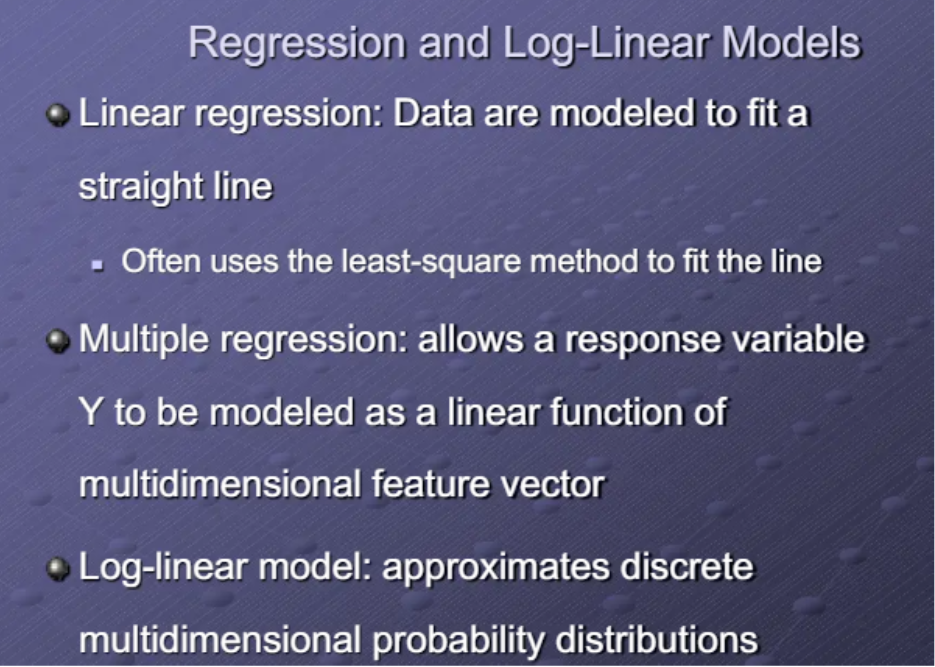 Regression and Log-Linear Models
Linear regression: Data are modeled to fit a
straight line
Often uses the least-square method to fit the line
Multiple regression: allows a response variable
Y to be modeled as a linear function of
multidimensional feature vector
Log-linear model: approximates discrete
multidimensional probability distributions